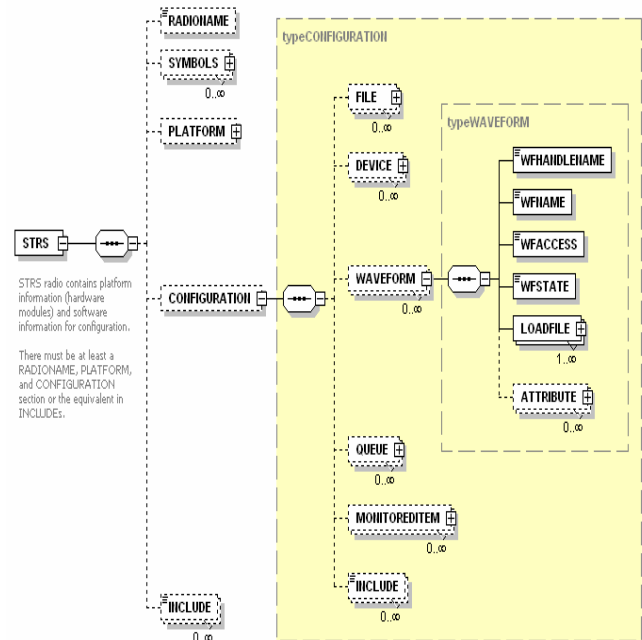 RADIONAME
typeCONFIGURATION
SYMBOLS
0..∞
PLATFORM
FILE
0..∞
typeWAVEFORM
DEVICE
0..∞
WFHANDLENAME
WFNAME
WFACCESS
STRS
STRS radio contains platform
information (hardware
modules) and software
information for configuration.
There must be at least a
RADIONAME, PLATFORM,
and CONFIGURATION
section or the equivalent in
INCLUDEs.
CONFIGURATION
WAVEFORM
0..∞
WFSTATE
LOADFILE
1..∞
ATTRIBUTE
0..∞
QUEUE
0..∞
MONITOREDITEM
0..∞
INCLUDE
0..∞
INCLUDE
0..∞